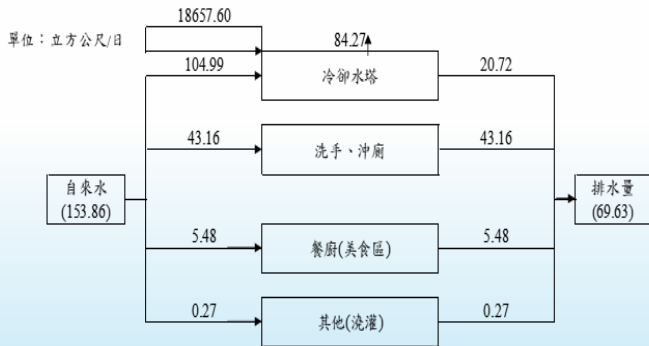 18657.60
單位：立方公尺/日
84.27
104.99
冷卻水塔
20.72
43.16
洗手、沖廁
43.16
自來水
(153.86)
排水量
(69.63)
5.48
餐廚(美食區)
5.48
0.27
其他(澆灌)
0.27